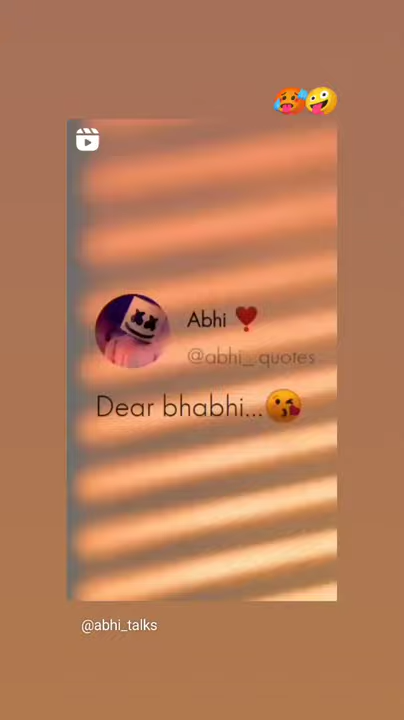 🥵🤪
Abhi ❣️
@abhi_quotes
Dear bhabhi...😘
@abhi_talks